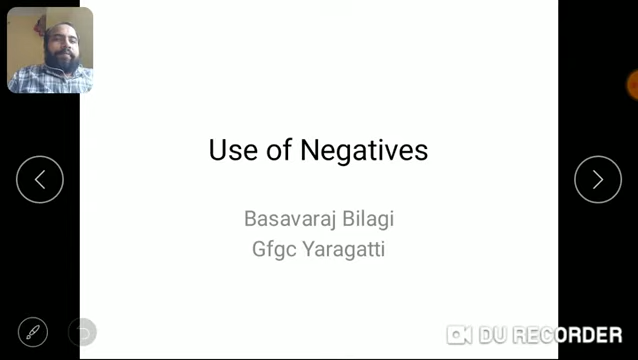 Use of Negatives
Basavaraj Bilagi
Gfgc Yaragatti
DU RECORDER